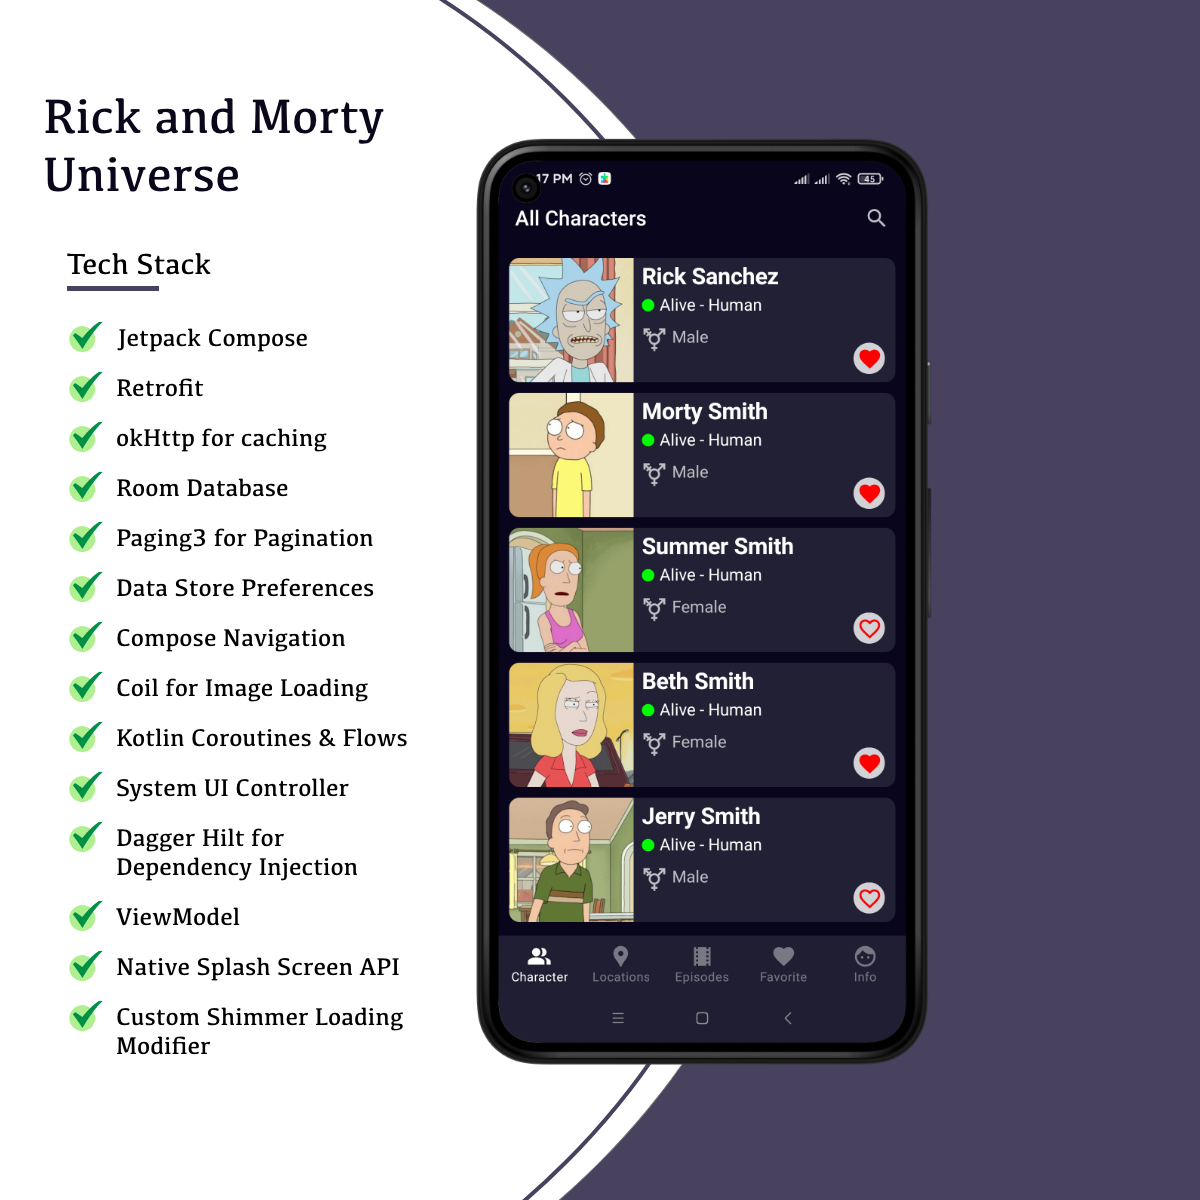 Rick and Morty
Universe
Tech Stack
Jetpack Compose
Retrofit
okHttp for caching
Room Database
Paging3 for Pagination
Data Store Preferences
Compose Navigation
Coil for Image Loading
Kotlin Coroutines & Flows
System UI Controller
Dagger Hilt for
Dependency Injection
ViewModel
Native Splash Screen API
Custom Shimmer Loading
Modifier
17 PM
45
All Characters
Rick Sanchez
Alive - Human
Male
Morty Smith
Alive - Human
Male
Summer Smith
Alive - Human
Female
Beth Smith
Alive - Human
Female
Jerry Smith
Alive - Human
Male
Character Locations Episodes Favorite Info